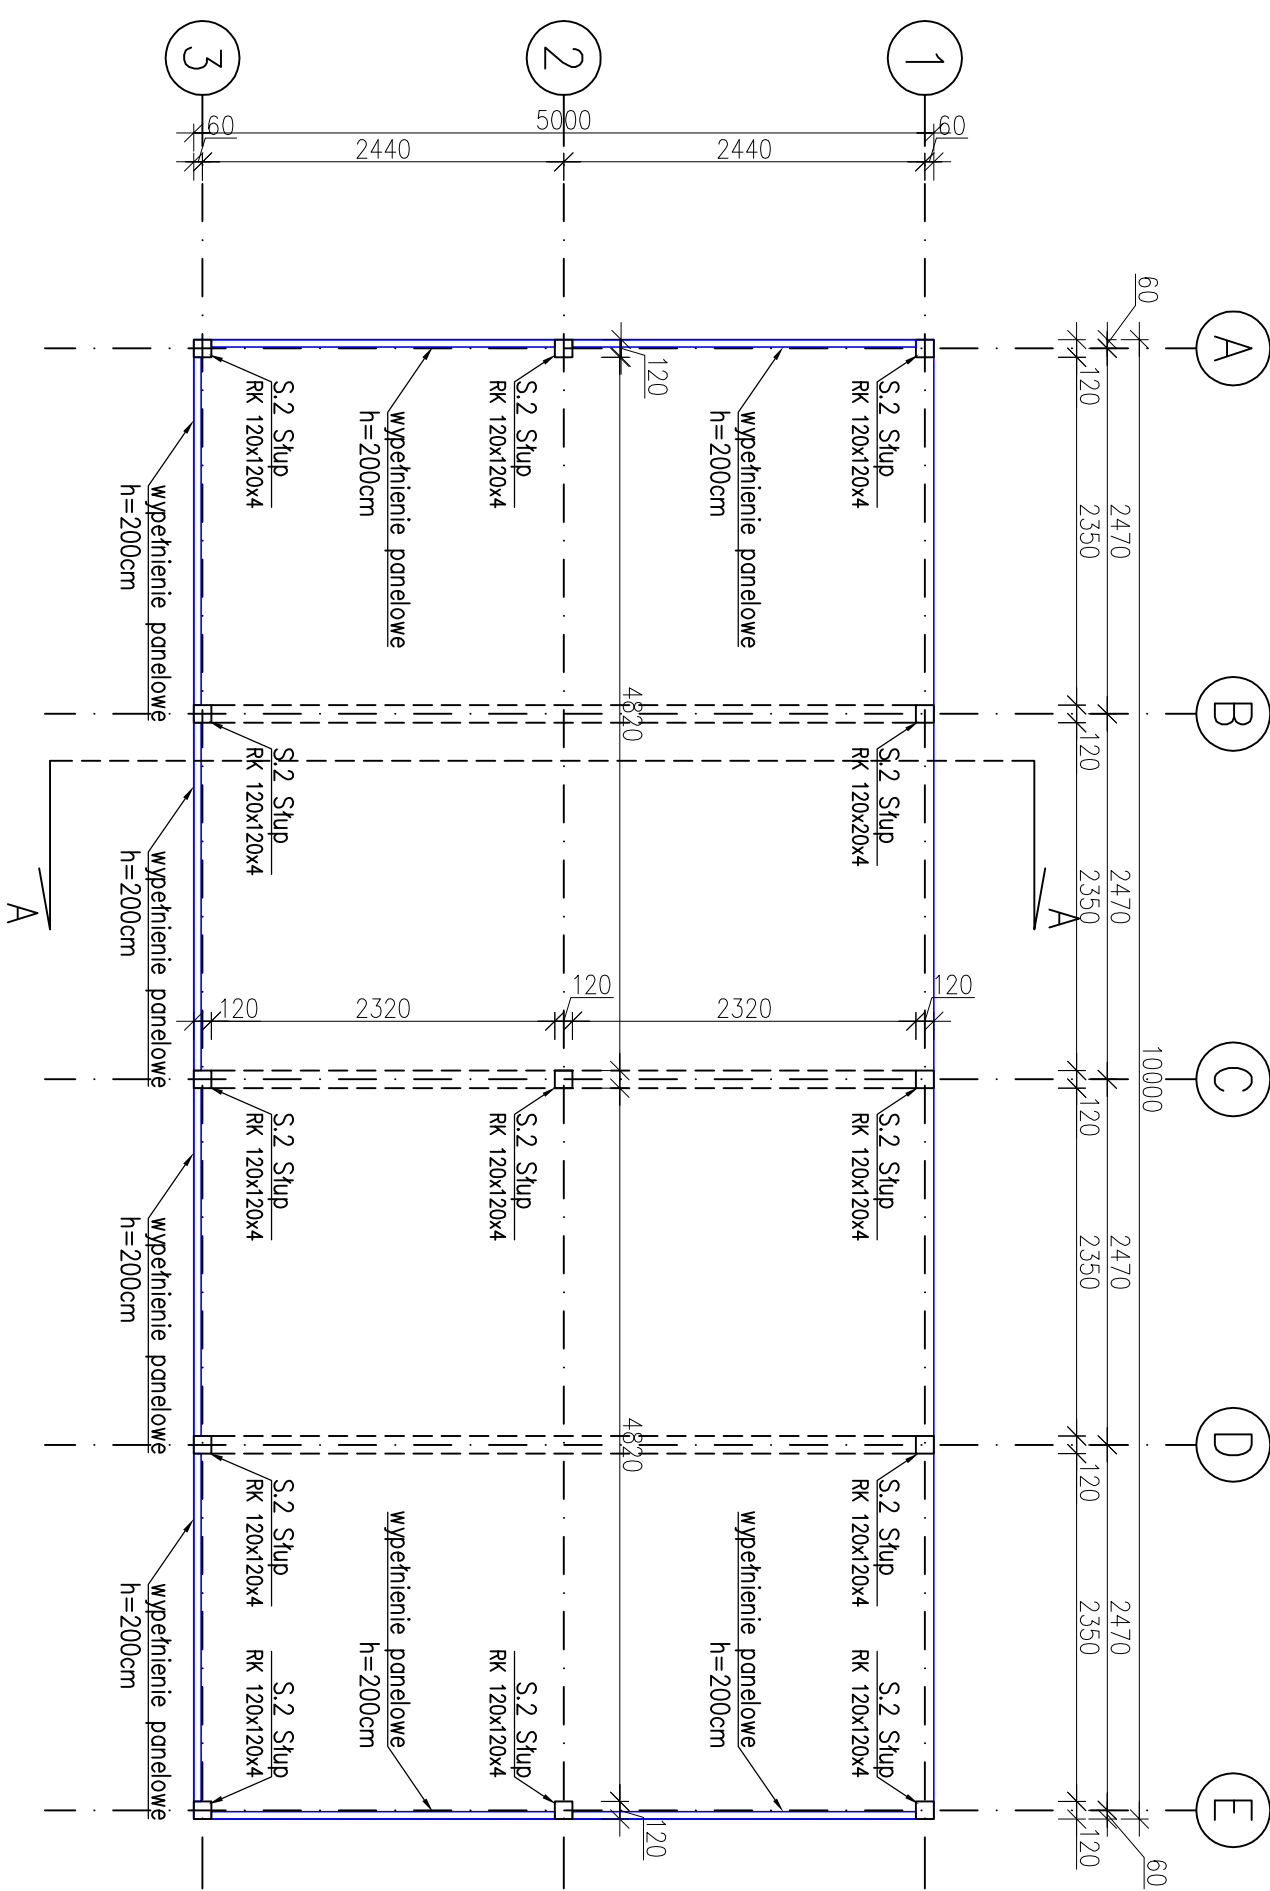 A
B
C
D
E
60
10000
60
2470
2470
2470
2470
120
2350
120
2350
120
2350
120
2350
120
A
1
60
120
S.2 Słup
RK 120x120x4
S.2 Słup
RK 120x20x4
S.2 Słup
RK 120x120x4
S.2 Słup
RK 120x120x4
S.2 Słup
RK 120x120x4
2440
2320
wypełnienie panelowe
h=200cm
wypełnienie panelowe
h=200cm
120
4820
4820
120
5000
2
120
S.2 Słup
RK 120x120x4
S.2 Słup
RK 120x120x4
S.2 Słup
RK 120x120x4
2440
2320
wypełnienie panelowe
h=200cm
wypełnienie panelowe
h=200cm
S.2 Słup
RK 120x120x4
S.2 Słup
RK 120x120x4
S.2 Słup
RK 120x120x4
S.2 Słup
RK 120x120x4
S.2 Słup
RK 120x120x4
60
120
3
wypełnienie panelowe
h=200cm
wypełnienie panelowe
h=200cm
wypełnienie panelowe
h=200cm
wypełnienie panelowe
h=200cm
A